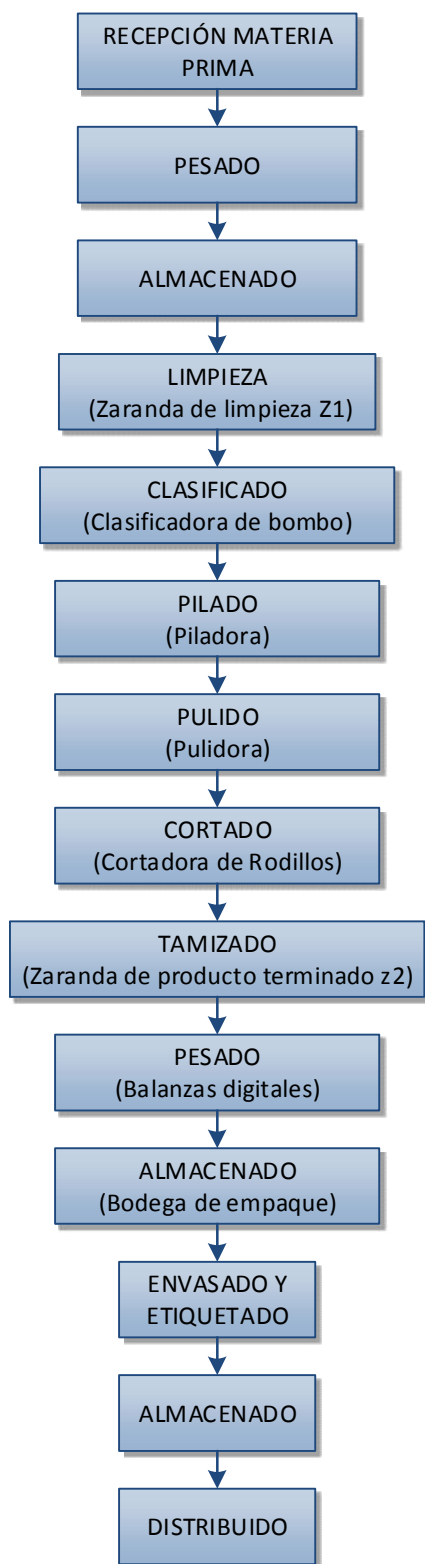 RECEPCIÓN MATERIA
PRIMA
PESADO
ALMACENADO
LIMPIEZA
(Zaranda de limpieza Z1)
CLASIFICADO
(Clasificadora de bombo)
PILADO
(Piladora)
PULIDO
(Pulidora)
CORTADO
(Cortadora de Rodillos)
TAMIZADO
(Zaranda de producto terminado z2)
PESADO
(Balanzas digitales)
ALMACENADO
(Bodega de empaque)
ENVASADO Y
ETIQUETADO
ALMACENADO
DISTRIBUIDO